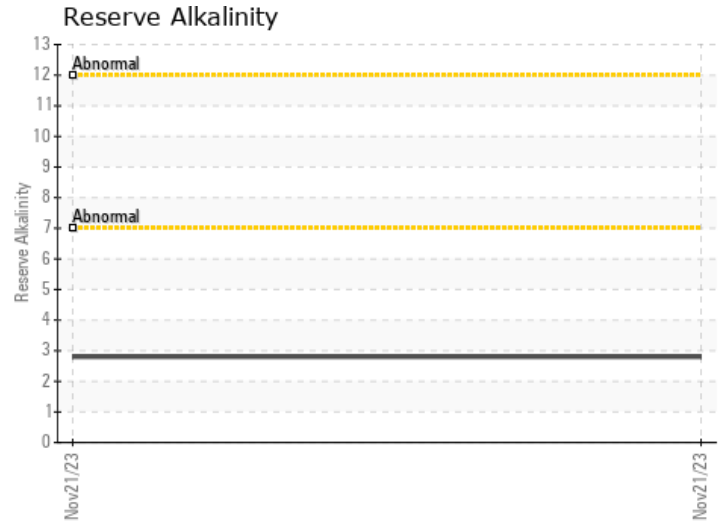 Reserve Alkalinity
13
Abnormal
12
11
10
9
8
Abnormal
7
6
5
4
3
2
1
0
Reserve Alkalinity
Nov21/23
Nov21/23